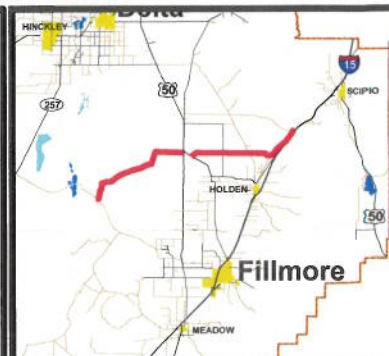 Delta
HINCKLEY
15
50
SCIPIO
257
HOLDEN
50
Fillmore
MEADOW